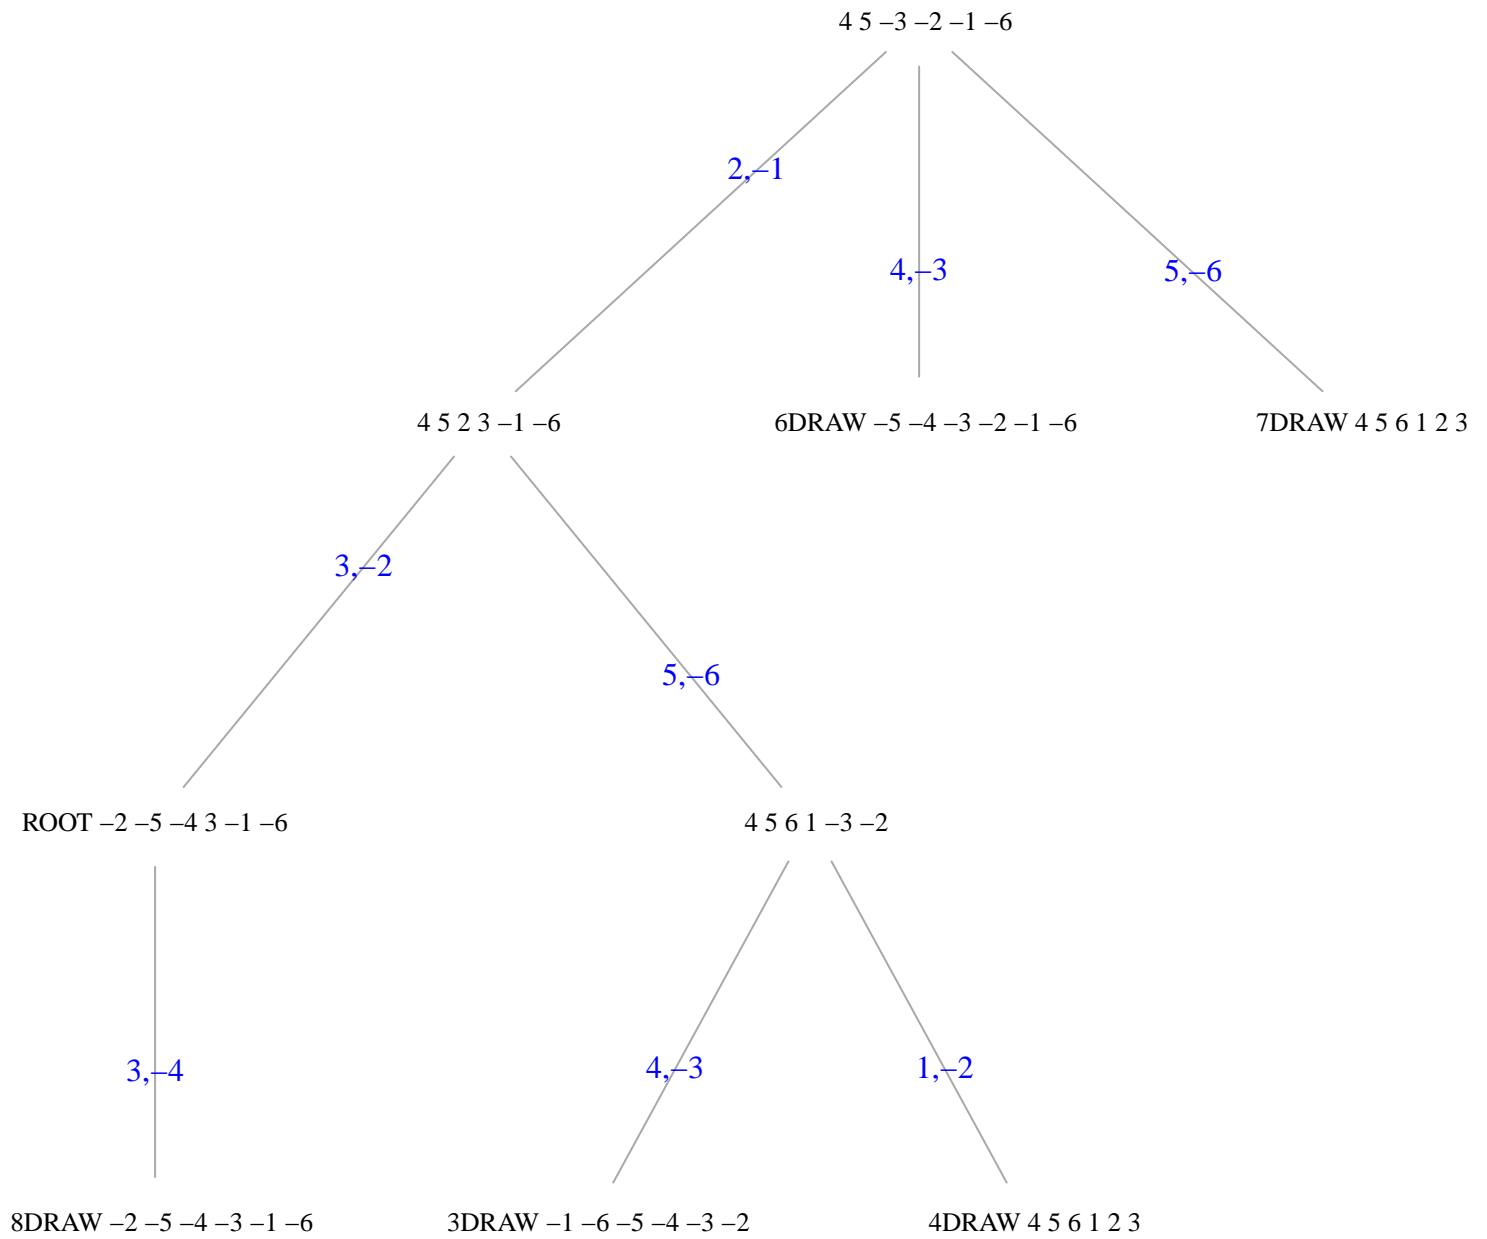 4 5 –3 –2 –1 –6
2,–1
4,–3
5,–6
4 5 2 3 –1 –6
6DRAW –5 –4 –3 –2 –1 –6
7DRAW 4 5 6 1 2 3
3,–2
5,–6
ROOT –2 –5 –4 3 –1 –6
4 5 6 1 –3 –2
3,–4
4,–3
1,–2
8DRAW –2 –5 –4 –3 –1 –6
3DRAW –1 –6 –5 –4 –3 –2
4DRAW 4 5 6 1 2 3